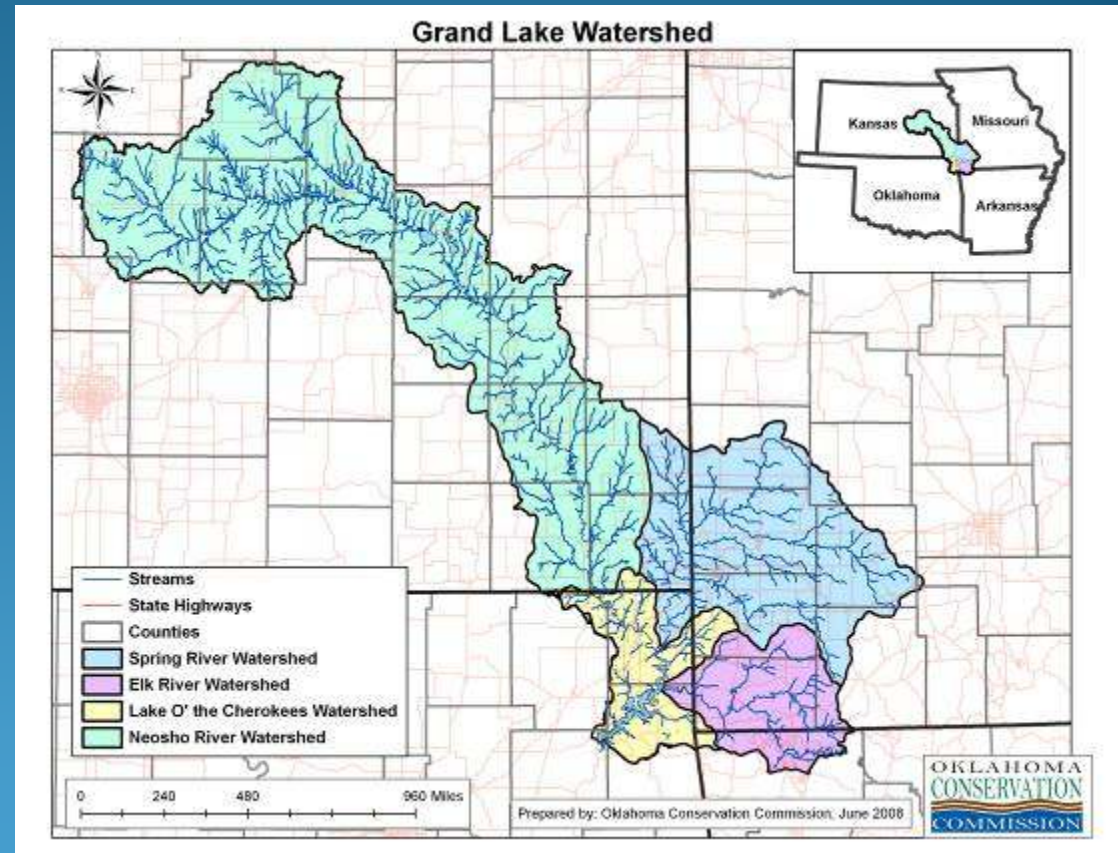 Grand Lake Watershed
Kansas
Missouri
Oklahoma
Arkansas
Streams
State Highways
Counties
Spring River Watershed
Elk River Watershed
Lake O' the Cherokees Watershed
Neosho River Watershed
0 240 480 960 Miles
Prepared by: Oklahoma Conservation Commission, June 2008
OKLAHOMA
CONSERVATION
COMMISSION